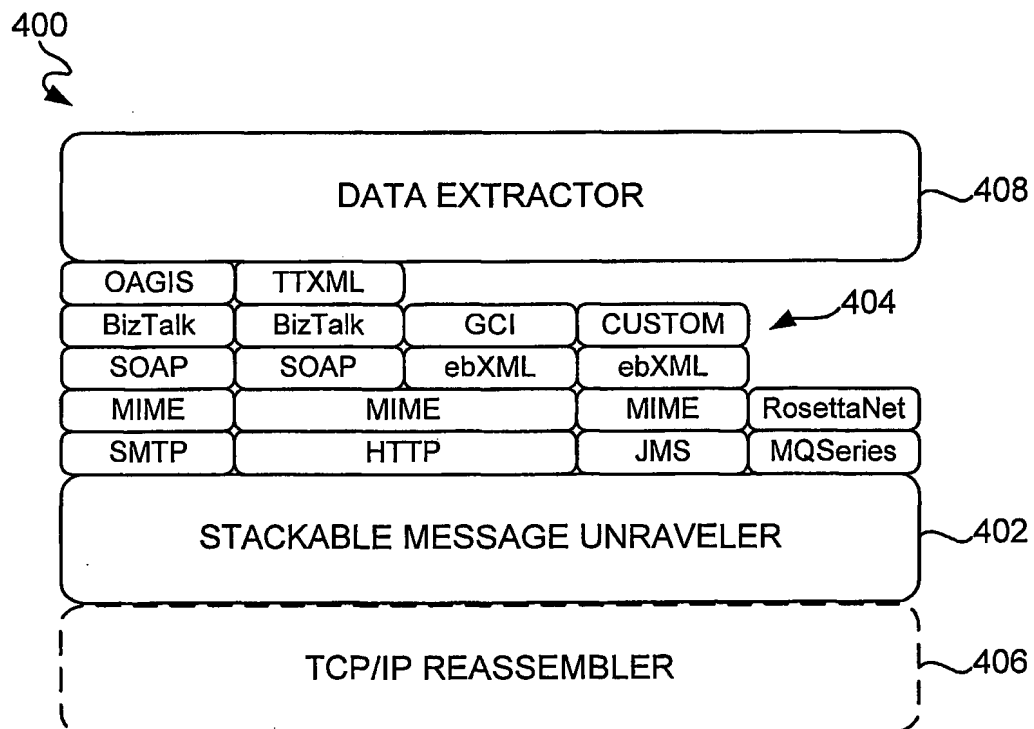 400
DATA EXTRACTOR
408
OAGIS TTXML
404
BizTalk BizTalk GCI CUSTOM
SOAP SOAP ebXML ebXML
MIME MIME MIME RosettaNet
SMTP HTTP JMS MQSeries
STACKABLE MESSAGE UNRAVELER
402
TCP/IP REASSEMBLER
406